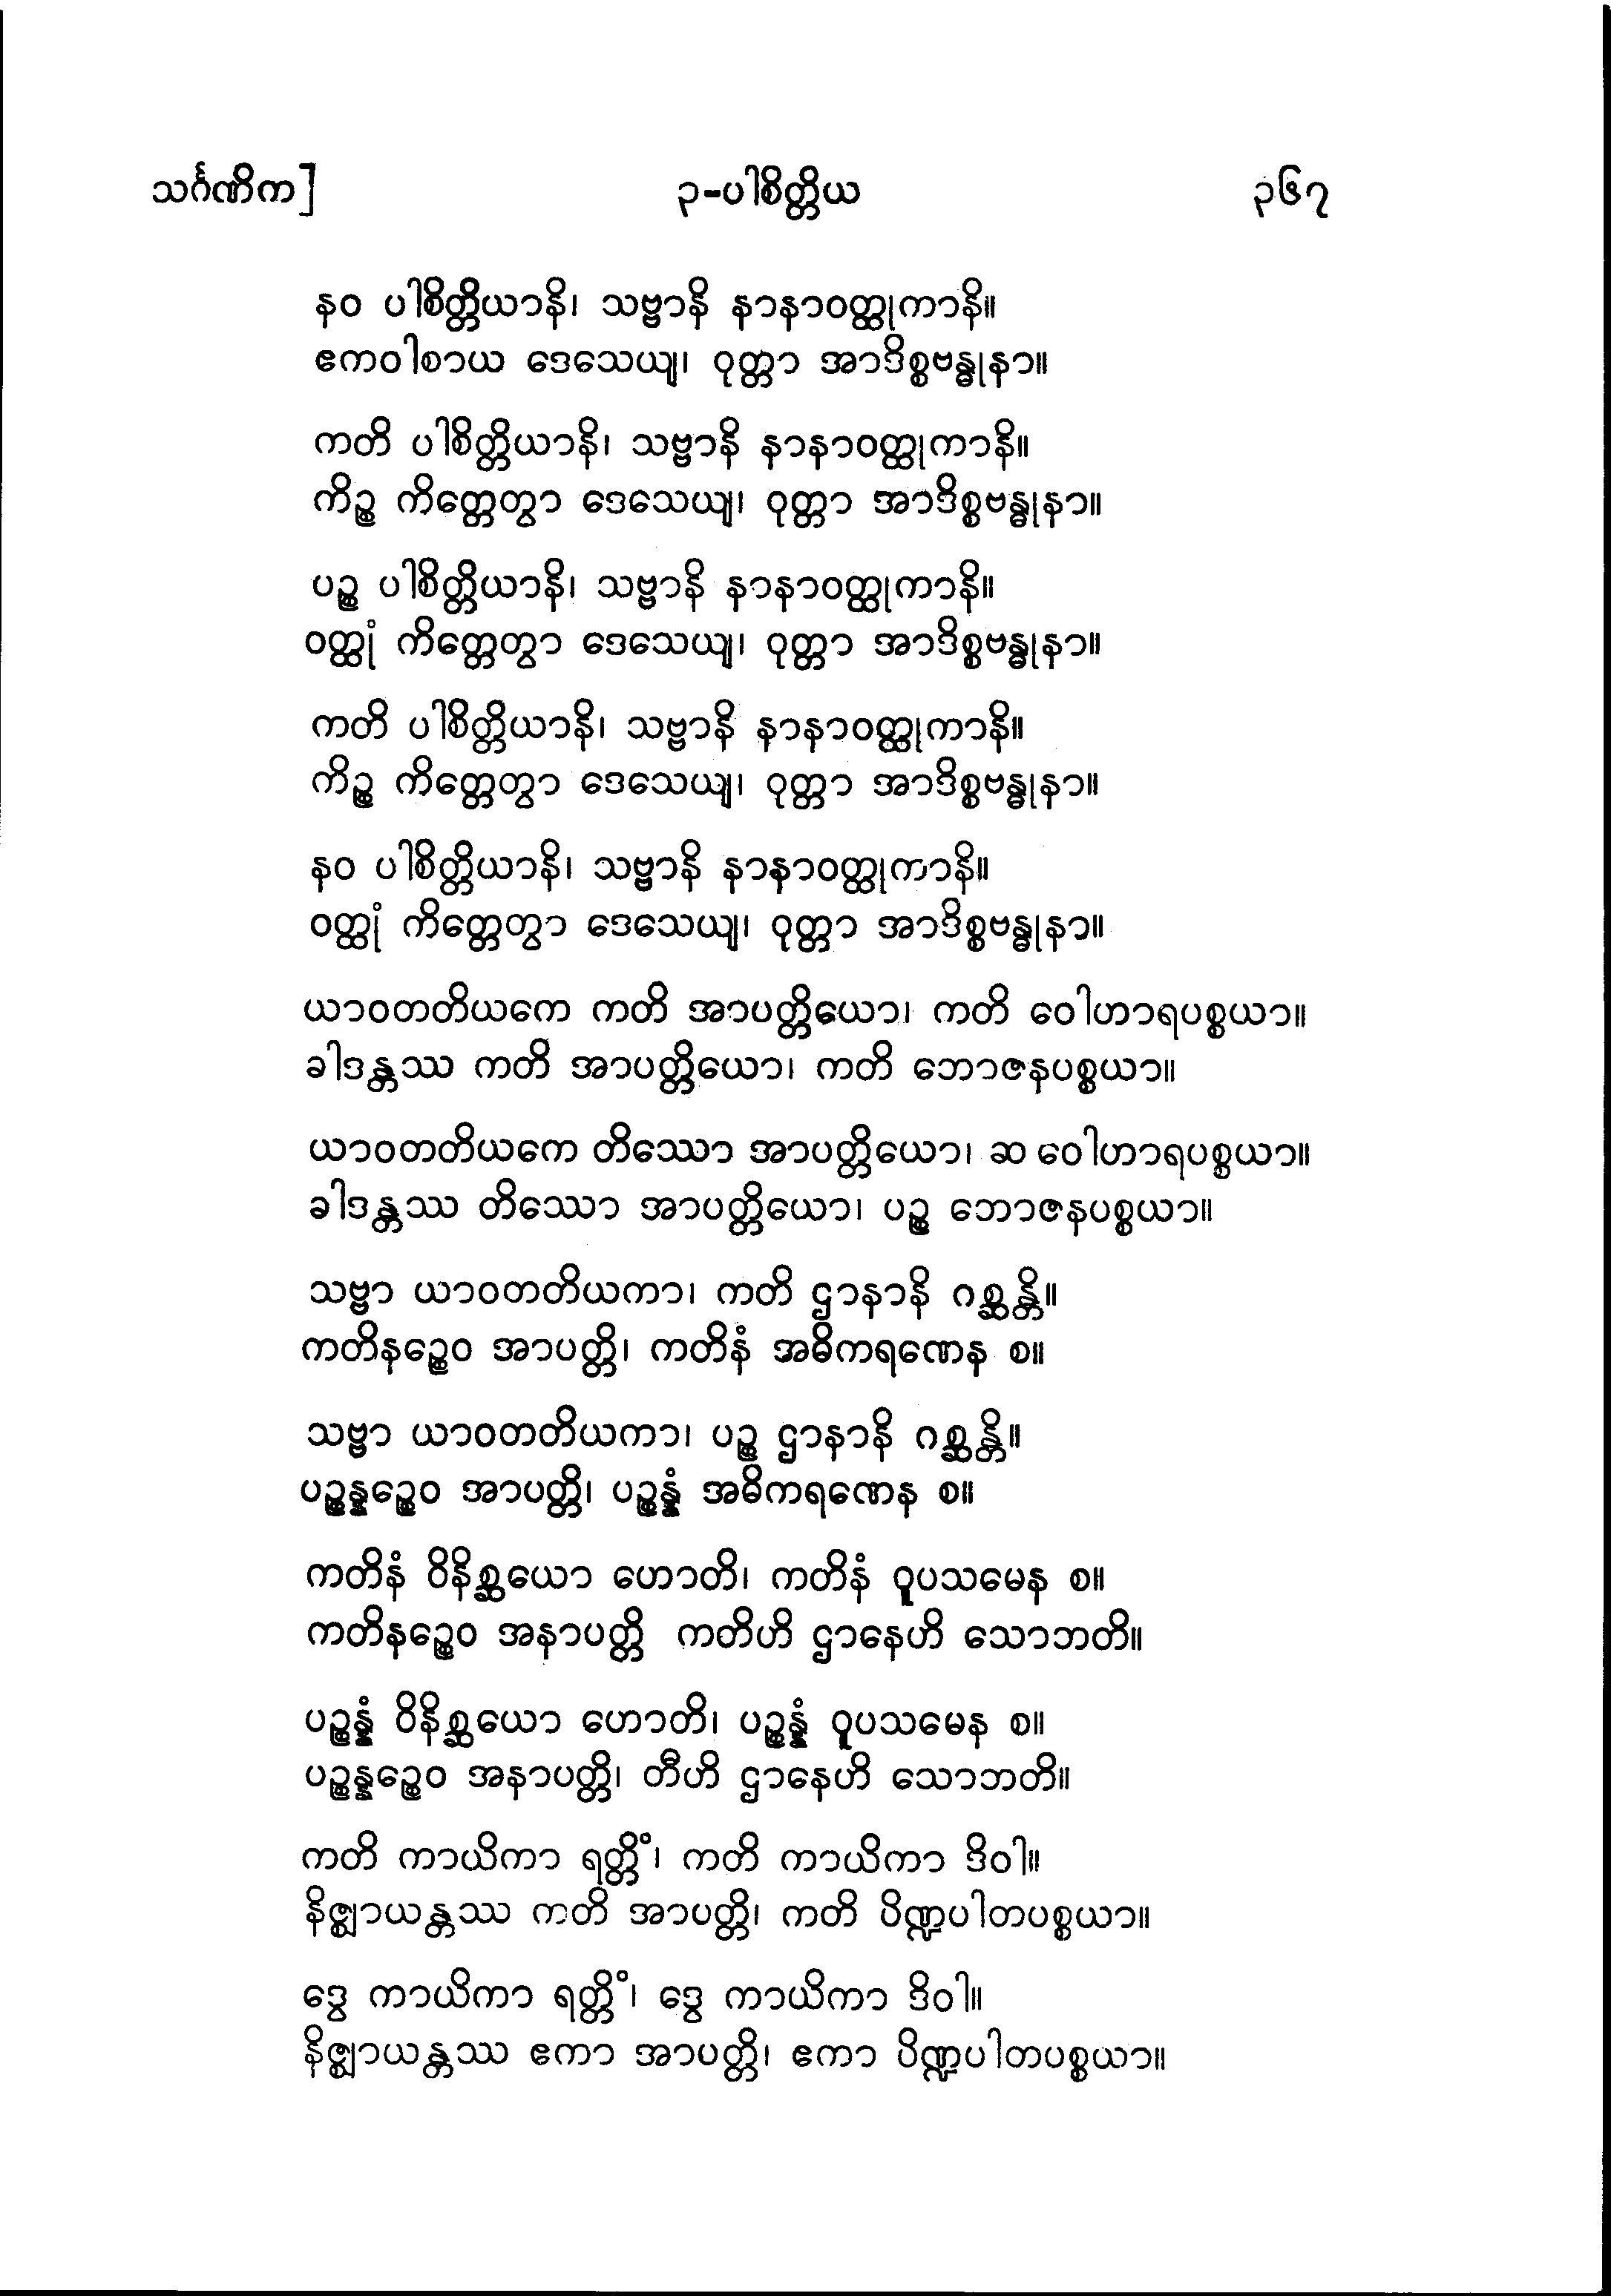 သင်္ဂဏိက]	၃-ပါစိတ္တိယ	၃၆၇
နဝ ပါစိတ္တိယာနိ၊ သဗ္ဗာနိ နာနာဝတ္ထုကာနိ။
ဧကဝါစာယ ဒေသေယျ၊ ဝုတ္တာ အာဒိစ္စဗန္ဓုနာ။
ကတိ ပါစိတ္တိယာနိ၊ သဗ္ဗာနိ နာနာဝတ္ထုကာနိ။
ကိဉ္စ ကိတ္တေတွာ ဒေသေယျ၊ ဝုတ္တာ အာဒိစ္စဗန္ဓုနာ။
ပဉ္စ ပါစိတ္တိယာနိ၊ သဗ္ဗာနိ နာနာဝတ္ထုကာနိ။
ဝတ္ထုံ ကိတ္တေတွာ ဒေသေယျ၊ ဝုတ္တာ အာဒိစ္စဗန္ဓုနာ။
ကတိ ပါစိတ္တိယာနိ၊ သဗ္ဗာနိ နာနာဝတ္ထုကာနိ။
ကိဉ္စ ကိတ္တေတွာ ဒေသေယျ၊ ဝုတ္တာ အာဒိစ္စဗန္ဓုနာ။
နဝ ပါစိတ္တိယာနိ၊ သဗ္ဗာနိ နာနာဝတ္ထုကာနိ။
ဝတ္ထုံ ကိတ္တေတွာ ဒေသေယျ၊ ဝုတ္တာ အာဒိစ္စဗန္ဓုနာ။
ယာဝတတိယကေ ကတိ အာပတ္တိယော၊ ကတိ ဝေါဟာရပစ္စယာ။
ခါဒန္တဿ ကတိ အာပတ္တိယော၊ ကတိ ဘောဇနပစ္စယာ။
ယာဝတတိယကေ တိဿော အာပတ္တိယော၊ ဆ ဝေါဟာရပစ္စယာ။
ခါဒန္တဿ တိဿော အာပတ္တိယော၊ ပဉ္စ ဘောဇနပစ္စယာ။
သဗ္ဗာ ယာဝတတိယကာ၊ ကတိ ဌာနာနိ ဂစ္ဆန္တိ။
ကတိနဉ္စေဝ အာပတ္တိ၊ ကတိနံ အဓိကရဏေန စ။
သဗ္ဗာ ယာဝတတိယကာ၊ ပဉ္စ ဌာနာနိ ဂစ္ဆန္တိ။
ပဉ္စန္နဉ္စေဝ အာပတ္တိ၊ ပဉ္စန္နံ အဓိကရဏေန စ။
ကတိနံ ဝိနိစ္ဆယော ဟောတိ၊ ကတိနံ ဝူပသမေန စ။
ကတိနဉ္စေဝ အနာပတ္တိ ကတိဟိ ဌာနေဟိ သောဘတိ။
ပဉ္စန္နံ ဝိနိစ္ဆယော ဟောတိ၊ ပဉ္စန္နံ ဝူပသမေန စ။
ပဉ္စန္နဉ္စေဝ အနာပတ္တိ၊ တီဟိ ဌာနေဟိ သောဘတိ။
ကတိ ကာယိကာ ရတ္တိံ၊ ကတိ ကာယိကာ ဒိဝါ။
နိဇ္ဈာယန္တဿ ကတိ အာပတ္တိ၊ ကတိ ပိဏ္ဍပါတပစ္စယာ။
ဒွေ ကာယိကာ ရတ္တိံ၊ ဒွေ ကာယိကာ ဒိဝါ။
နိဇ္ဈာယန္တဿ ဧကာ အာပတ္တိ၊ ဧကာ ပိဏ္ဍပါတပစ္စယာ။